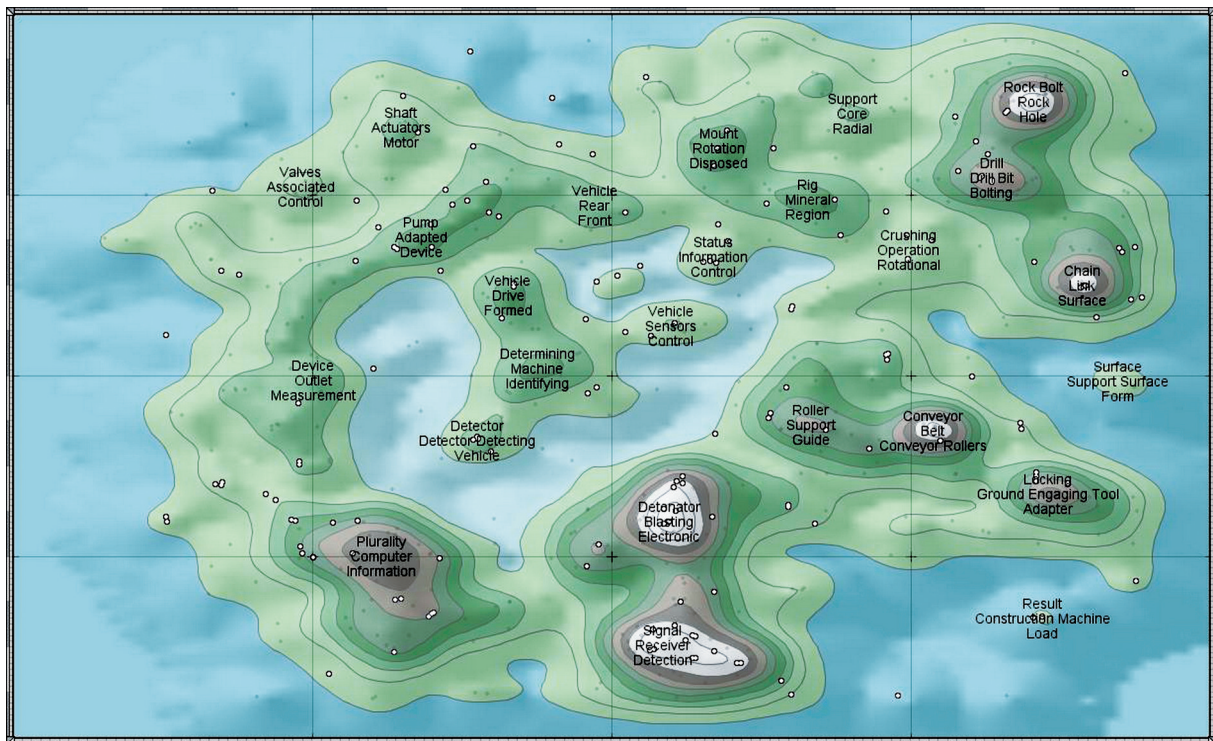 Rock Bolt
Rock
Hole
Support
Core
Radial
Shaft
Actuators
Motor
Mount
Rotation
Disposed
Drill
Drill Bit
Bolting
Valves
Associated
Control
Rig
Mineral
Region
Vehicle
Rear
Front
Pump
Adapted
Device
Status
Information
Control
Crushing
Operation
Rotational
Chain
Link
Surface
Vehicle
Drive
Formed
Vehicle
Sensors
Control
Determining
Machine
Identifying
Device
Outlet
Measurement
Surface
Support Surface
Form
Roller
Support
Guide
Conveyor
Belt
Conveyor Rollers
Detector
Detector Detecting
Vehicle
Locking
Ground Engaging Tool
Adapter
Detonator
Blasting
Electronic
Plurality
Computer
Information
Result
Construction Machine
Load
Signal
Receiver
Detection